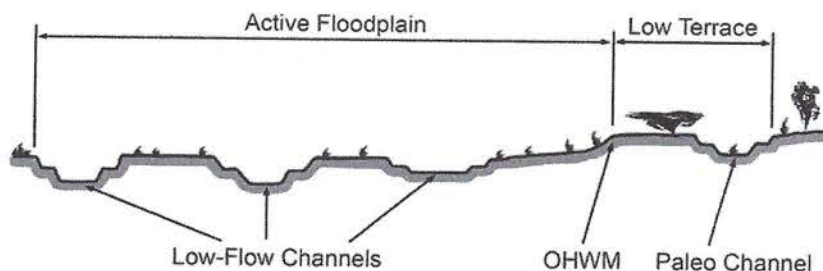 Active Floodplain
Low Terrace
Low-Flow Channels
OHWM
Paleo Channel